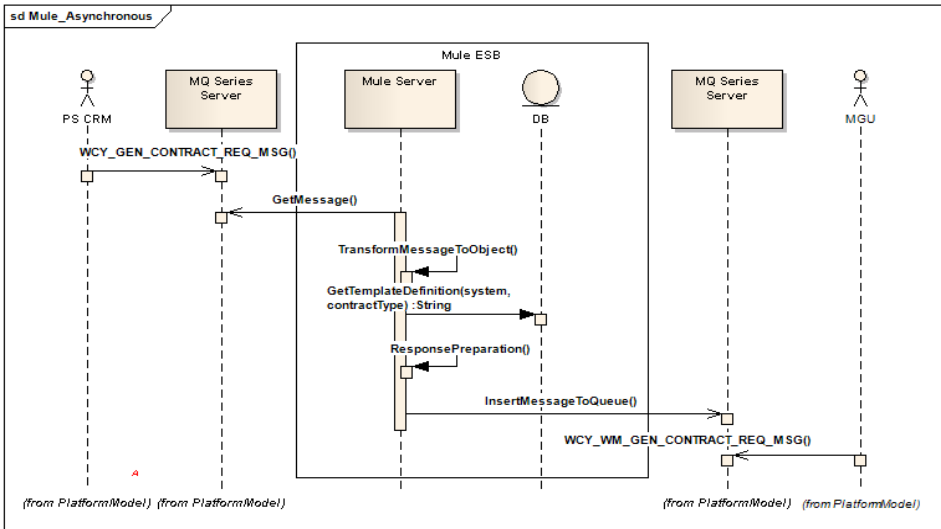 sd Mule_Asynchronous
Mule ESB
PS CRM
MQ Series
Server
Mule Server
DB
MQ Series
Server
MGU
WCY_GEN_CONTRACT_REQ_MSG()
GetMessage()
TransformMessageToObject()
GetTemplateDefinition(system,
contractType) :String
ResponsePreparation()
InsertMessageToQueue()
WCY_WM_GEN_CONTRACT_REQ_MSG()
A
(from PlatformModel) (from PlatformModel) (from PlatformModel) (from PlatformModel)